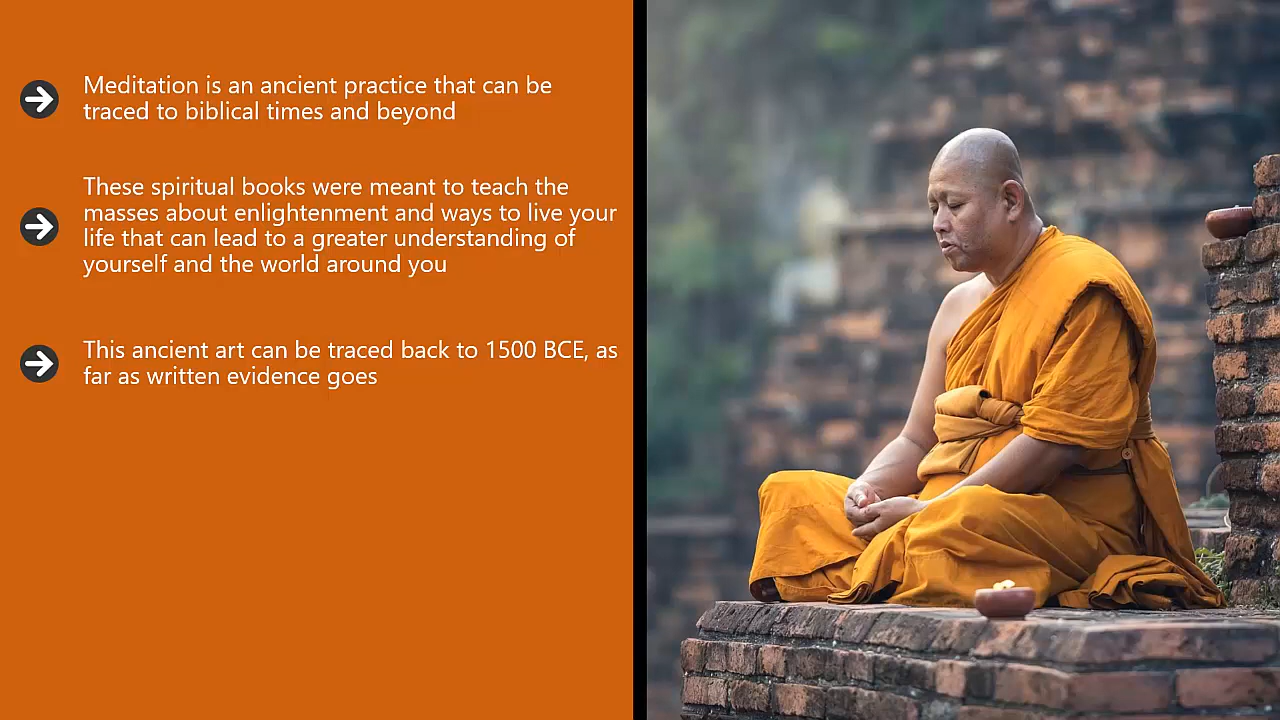 Meditation is an ancient practice that can be
traced to biblical times and beyond
These spiritual books were meant to teach the
masses about enlightenment and ways to live your
life that can lead to a greater understanding of
yourself and the world around you
This ancient art can be traced back to 1500 BCE, as
far as written evidence goes